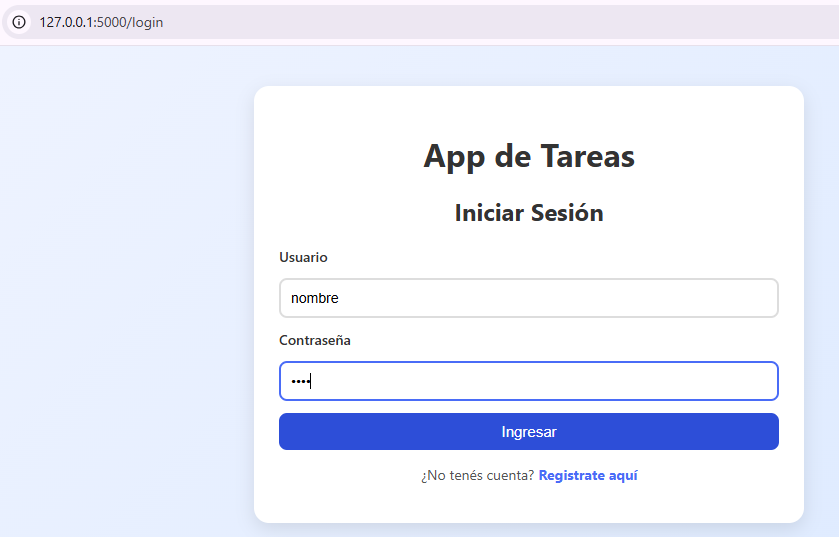 127.0.0.1:5000/login
App de Tareas
Iniciar Sesión
Usuario
nombre
Contraseña
••••
Ingresar
¿No tenés cuenta? Registrate aquí